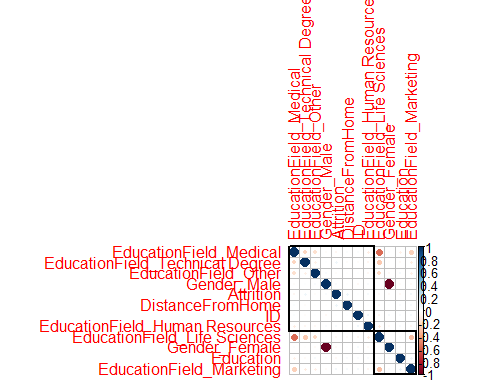 EducationField_Medical
EducationField_Technical Degree
EducationField_Other
Gender_Male
Attrition
DistanceFromHome
ID
EducationField_Human Resources
EducationField_Life Sciences
Gender_Female
Education
EducationField_Marketing
EducationField_Medical
EducationField_Technical Degree
EducationField_Other
Gender_Male
Attrition
DistanceFromHome
ID
EducationField_Human Resources
EducationField_Life Sciences
Gender_Female
Education
EducationField_Marketing
1
0.8
0.6
0.4
0.2
0
-0.2
-0.4
-0.6
-0.8
-1